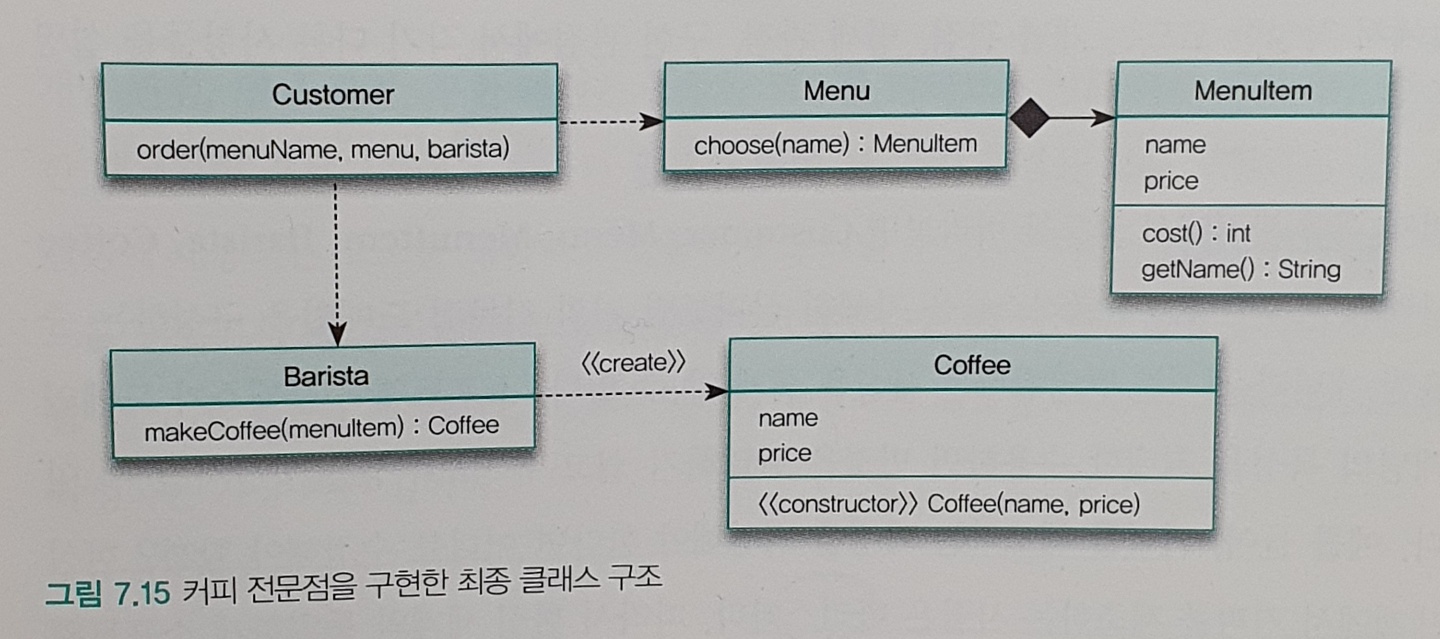 Customer
order(menuName, menu, barista)
Menu
choose(name) : MenuItem
MenuItem
name
price
cost() : int
getName() : String
Barista
makeCoffee(menuItem) : Coffee
《create》
Coffee
name
price
《constructor》 Coffee(name, price)
그림 7.15 커피 전문점을 구현한 최종 클래스 구조